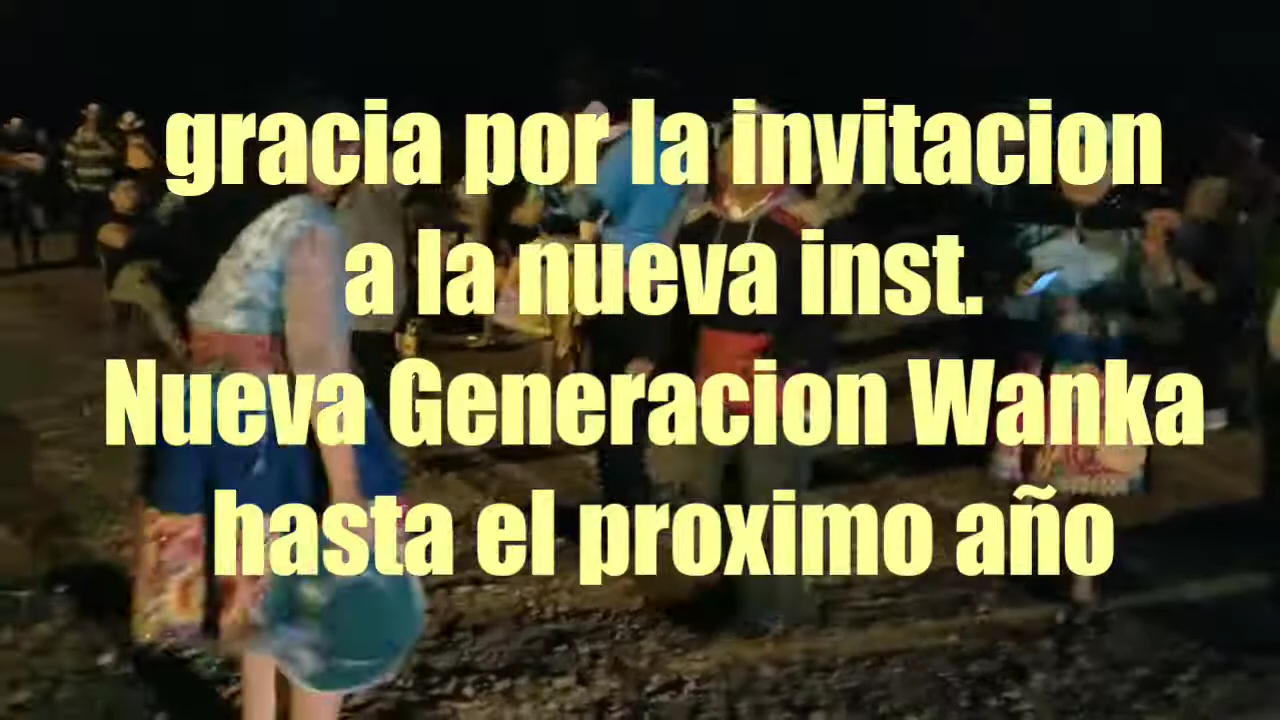 gracia por la invitacion
a la nueva inst.
Nueva Generacion Wanka
hasta el proximo año